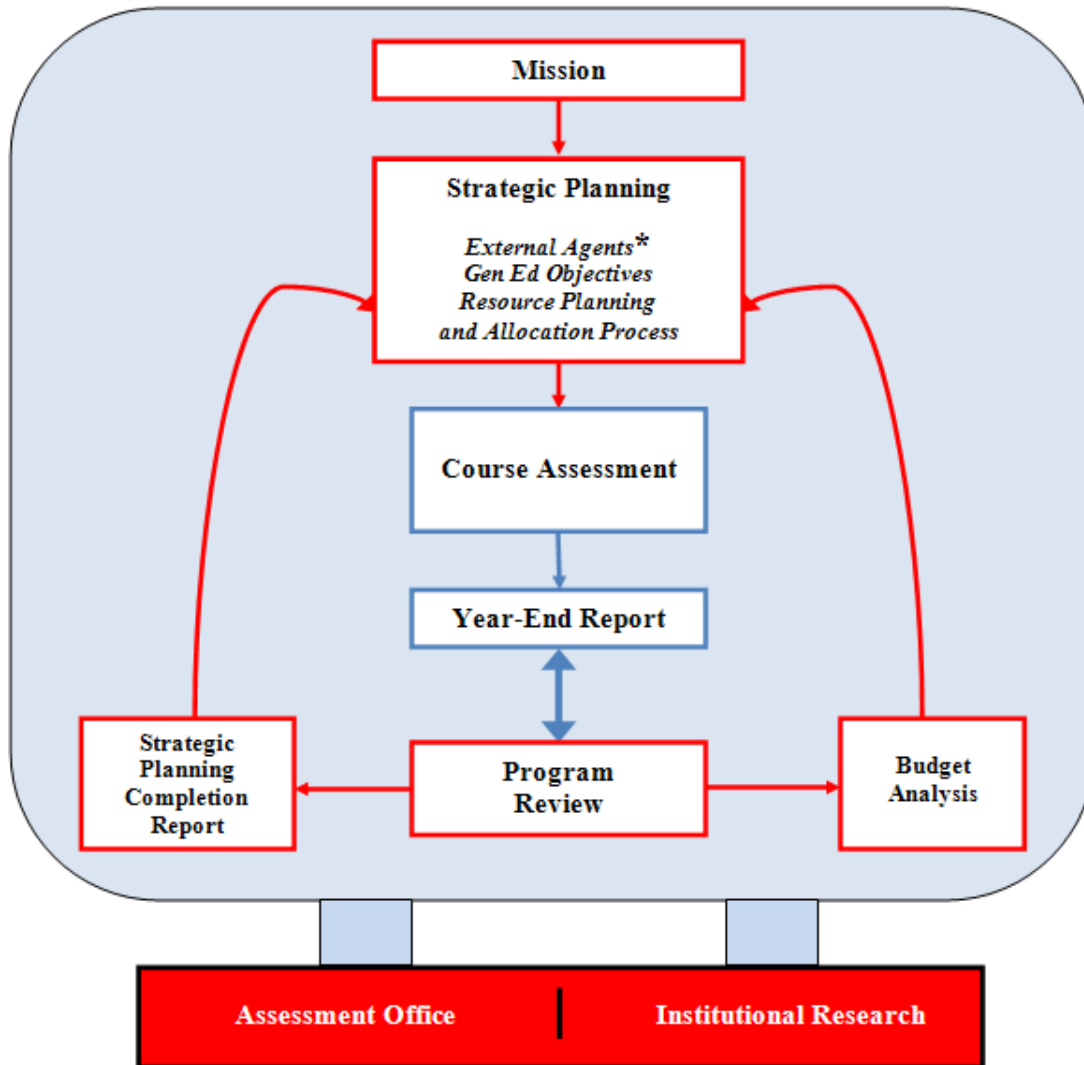 Mission
Strategic Planning
External Agents*
Gen Ed Objectives
Resource Planning
and Allocation Process
Course Assessment
Year-End Report
Strategic
Planning
Completion
Report
Program
Review
Budget
Analysis
Assessment Office
Institutional Research